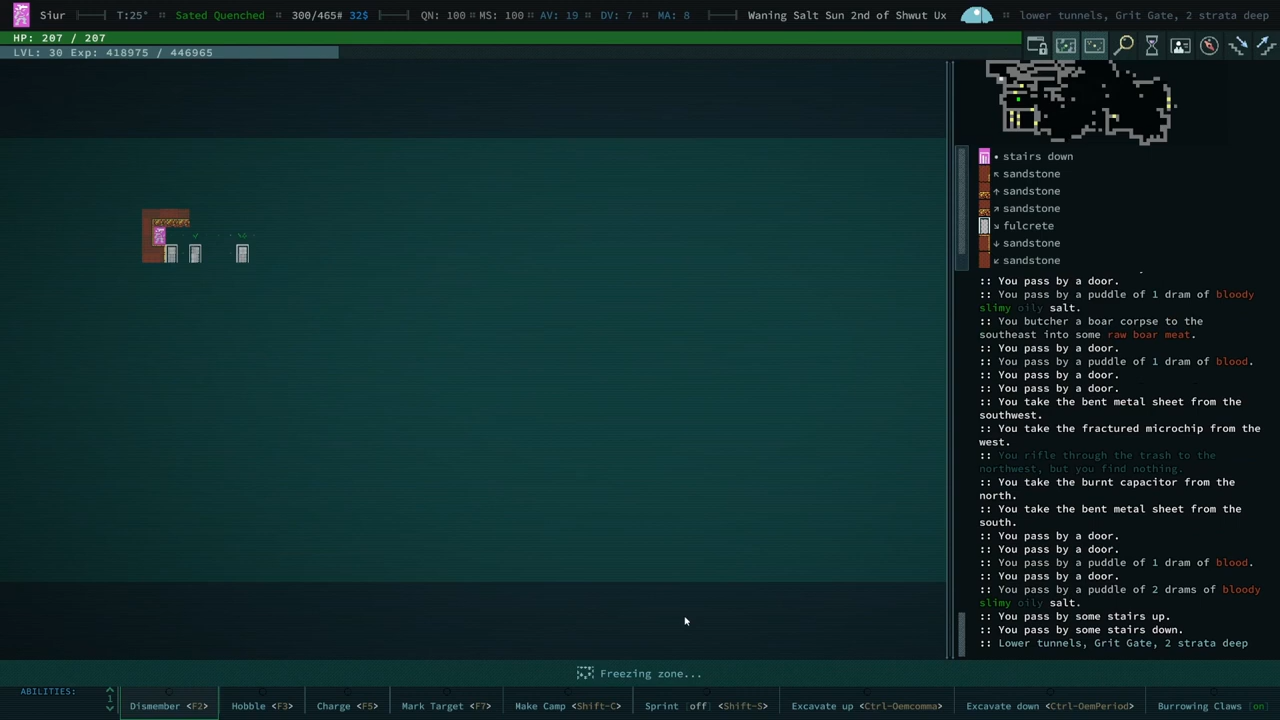 Siur T:25° Sated Quenched 300/465# 32$ QN: 100 MS: 100 AV: 19 DV: 7 MA: 8 Waning Salt Sun 2nd of Shwut Ux lower tunnels, Grit Gate, 2 strata deep
HP: 207 / 207
LVL: 30 Exp: 418975 / 446965
stairs down
sandstone
sandstone
sandstone
fulcrete
sandstone
sandstone
:: You pass by a door.
:: You pass by a puddle of 1 dram of bloody
slimy oily salt.
:: You butcher a boar corpse to the
southeast into some raw boar meat.
:: You pass by a door.
:: You pass by a puddle of 1 dram of blood.
:: You pass by a door.
:: You pass by a door.
:: You take the bent metal sheet from the
southwest.
:: You take the fractured microchip from the
west.
:: You rifle through the trash to the
northwest, but you find nothing.
:: You take the burnt capacitor from the
north.
:: You take the bent metal sheet from the
south.
:: You pass by a door.
:: You pass by a door.
:: You pass by a puddle of 1 dram of blood.
:: You pass by a door.
:: You pass by a puddle of 2 drams of bloody
slimy oily salt.
:: You pass by some stairs up.
:: You pass by some stairs down.
:: Lower tunnels, Grit Gate, 2 strata deep
Freezing zone...
ABILITIES: 1 Dismember <F2> Hobble <F3> Charge <F5> Mark Target <F7> Make Camp <Shift-C> Sprint [off] <Shift-S> Excavate up <Ctrl-Oemcomma> Excavate down <Ctrl-OemPeriod> Burrowing Claws [on]